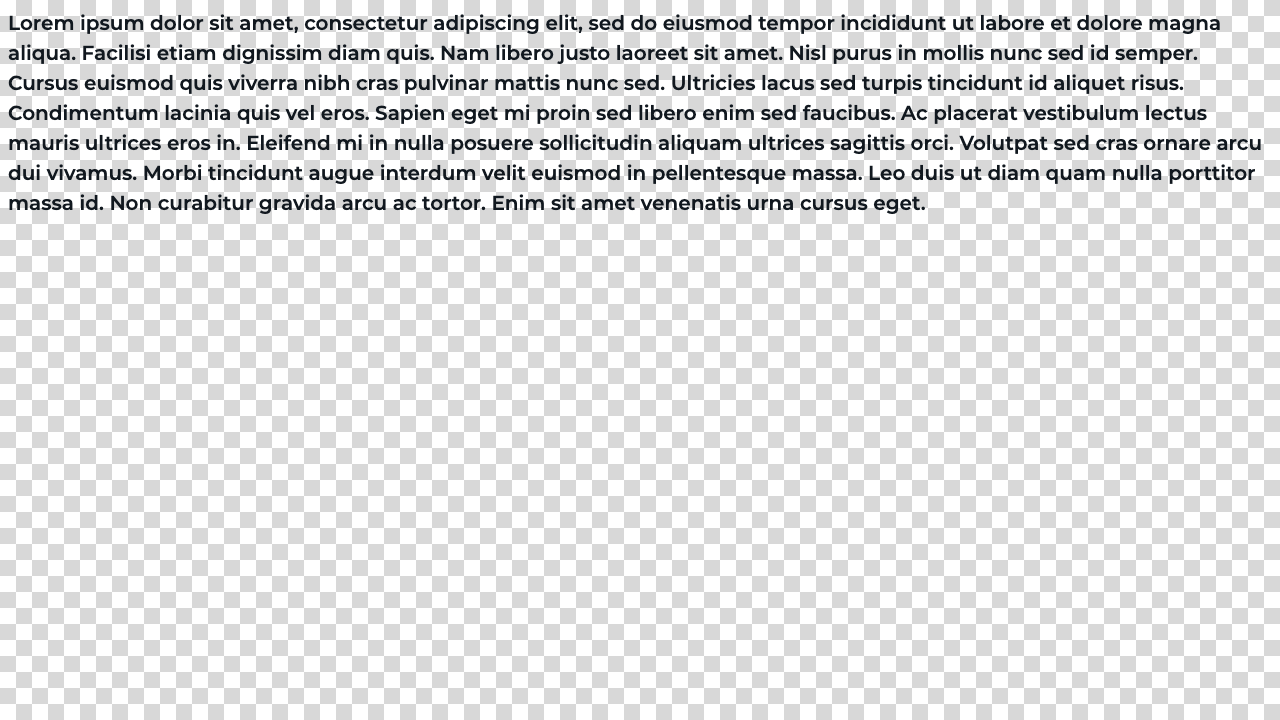 Lorem ipsum dolor sit amet, consectetur adipiscing elit, sed do eiusmod tempor incididunt ut labore et dolore magna
aliqua. Facilisi etiam dignissim diam quis. Nam libero justo laoreet sit amet. Nisl purus in mollis nunc sed id semper.
Cursus euismod quis viverra nibh cras pulvinar mattis nunc sed. Ultricies lacus sed turpis tincidunt id aliquet risus.
Condimentum lacinia quis vel eros. Sapien eget mi proin sed libero enim sed faucibus. Ac placerat vestibulum lectus
mauris ultrices eros in. Eleifend mi in nulla posuere sollicitudin aliquam ultrices sagittis orci. Volutpat sed cras ornare arcu
dui vivamus. Morbi tincidunt augue interdum velit euismod in pellentesque massa. Leo duis ut diam quam nulla porttitor
massa id. Non curabitur gravida arcu ac tortor. Enim sit amet venenatis urna cursus eget.